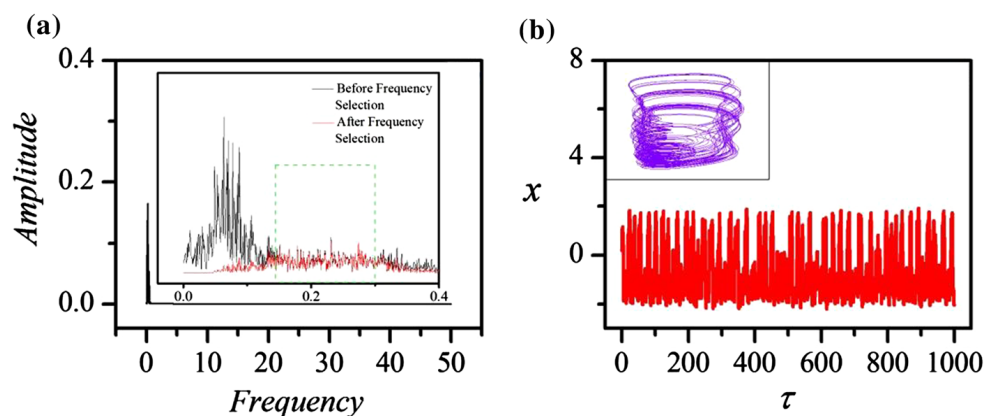 (a)
0.4
0.2
0.0
Amplitude
Before Frequency
Selection
After Frequency
Selection
0.0 0.2 0.4
0 10 20 30 40 50
Frequency
(b)
8
4
0
x
0 200 400 600 800 1000
τ